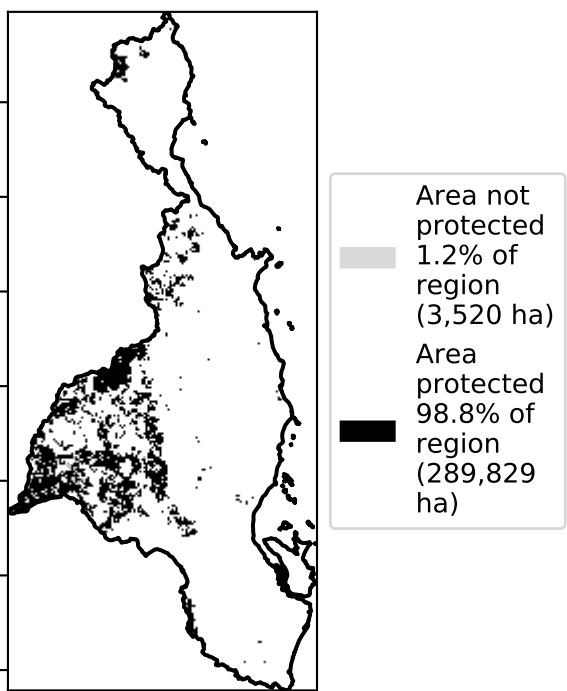 Area not
protected
1.2% of
region
(3,520 ha)
Area
protected
98.8% of
region
(289,829
ha)